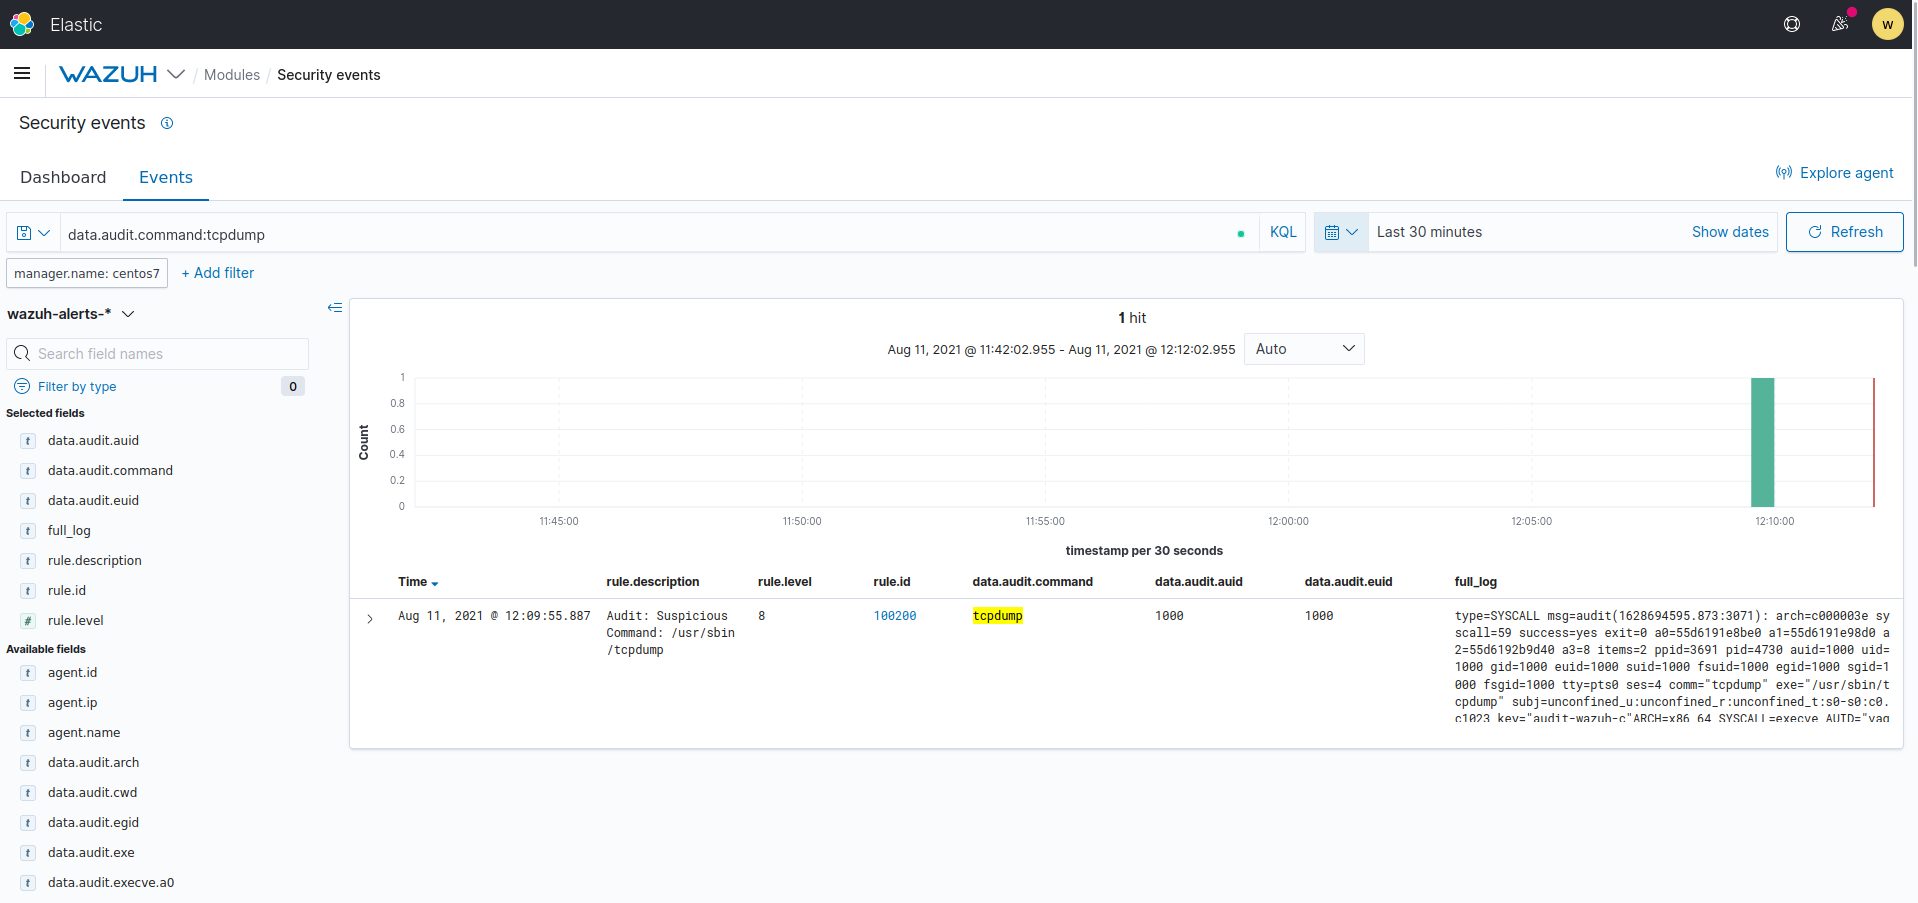 Elastic
W
WAZUH / Modules / Security events
Security events
Dashboard
Events
Explore agent
data.audit.command:tcpdump
KQL
Last 30 minutes
Show dates
Refresh
manager.name: centos7
+ Add filter
wazuh-alerts-*
Search field names
Filter by type
0
Selected fields
t data.audit.auid
t data.audit.command
t data.audit.euid
t full_log
t rule.description
t rule.id
# rule.level
Available fields
t agent.id
t agent.ip
t agent.name
t data.audit.arch
t data.audit.cwd
t data.audit.egid
t data.audit.exe
t data.audit.execve.a0
1 hit
Aug 11, 2021 @ 11:42:02.955 - Aug 11, 2021 @ 12:12:02.955
Auto
Count
1
0.8
0.6
0.4
0.2
0
11:45:00
11:50:00
11:55:00
12:00:00
12:05:00
12:10:00
timestamp per 30 seconds
Time
rule.description
rule.level
rule.id
data.audit.command
data.audit.auid
data.audit.euid
full_log
Aug 11, 2021 @ 12:09:55.887
Audit: Suspicious
Command: /usr/sbin
/tcpdump
8
100200
tcpdump
1000
1000
type=SYSCALL msg=audit(1628694595.873:3071): arch=c000003e sy
scall=59 success=yes exit=0 a0=55d6191e8be0 a1=55d6191e98d0 a
2=55d6192b9d40 a3=8 items=2 ppid=3691 pid=4730 auid=1000 uid=
1000 gid=1000 euid=1000 suid=1000 fsuid=1000 egid=1000 sgid=1
000 fsgid=1000 tty=pts0 ses=4 comm="tcpdump" exe="/usr/sbin/t
cpdump" subj=unconfined_u:unconfined_r:unconfined_t:s0-s0:c0.
c1023 key="audit-wazuh-c"ARCH=x86_64 SYSCALL=execve AUID="vag